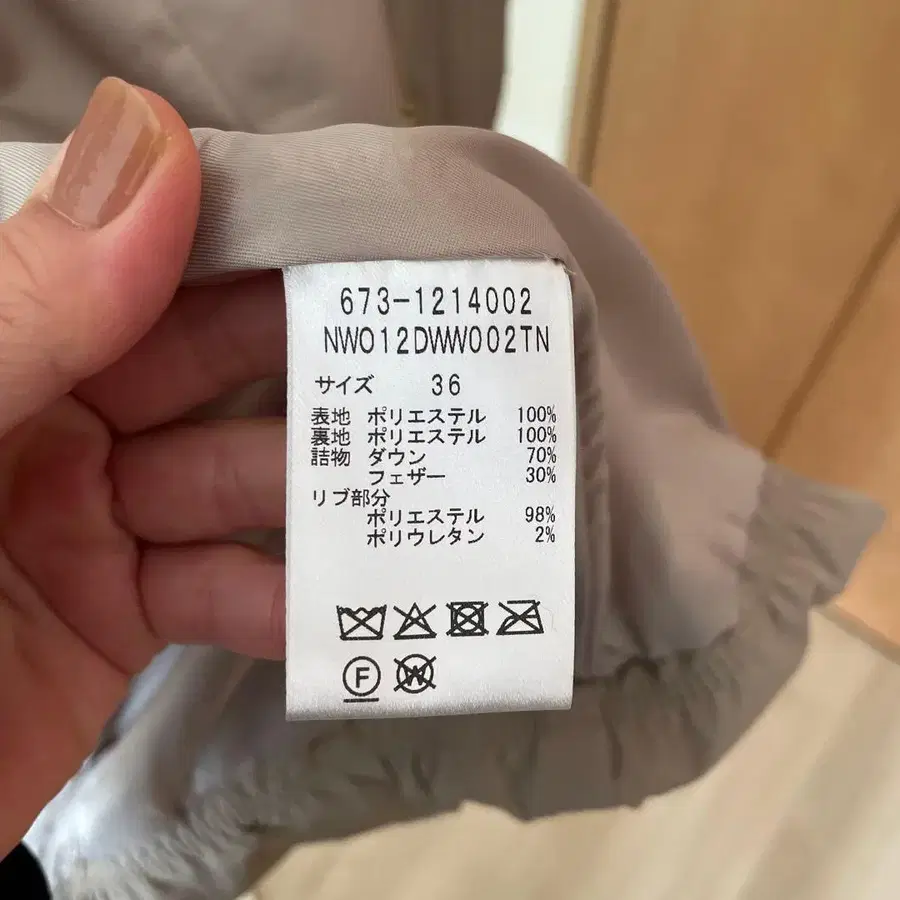 673-1214002
NW012DWW002TN
サイズ 36
表地 ポリエステル 100%
裏地 ポリエステル 100%
詰物 ダウン 70%
フェザー 30%
リブ部分
ポリエステル 98%
ポリウレタン 2%
F W